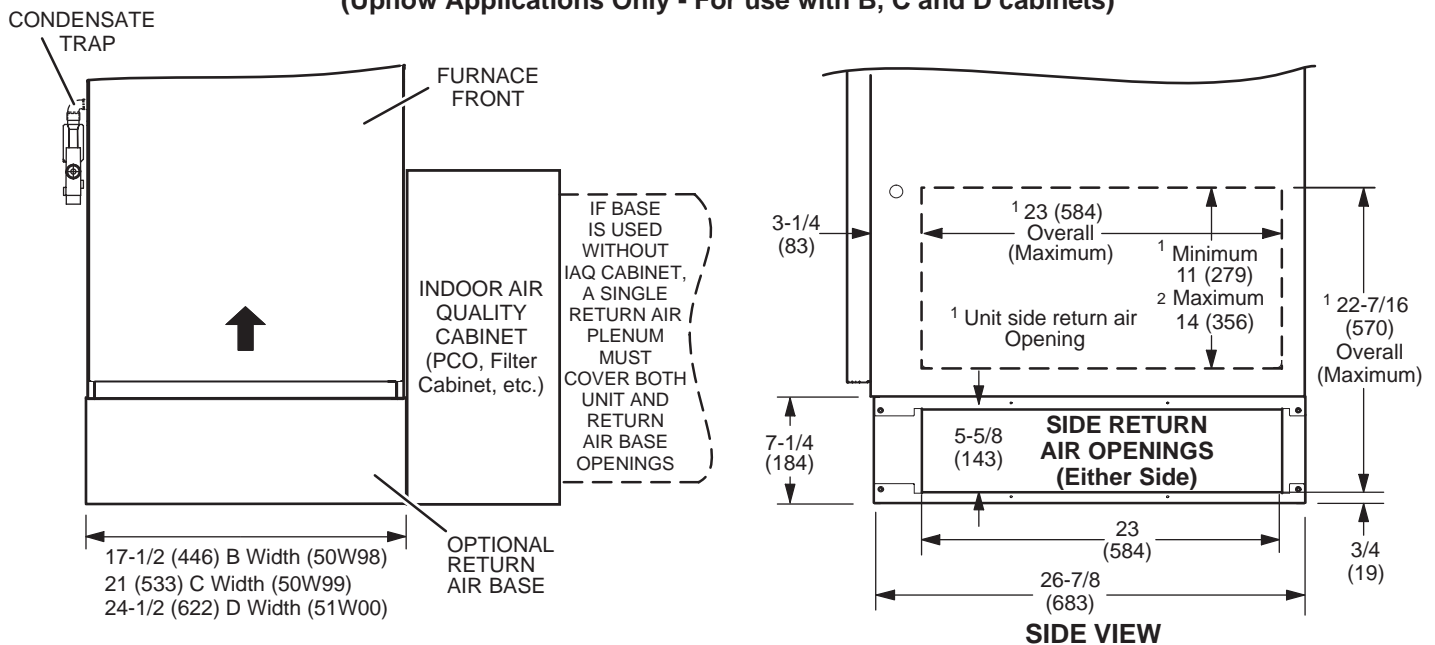 (Upflow Applications Only - For use with B, C and D cabinets)
CONDENSATE
TRAP
FURNACE
FRONT
INDOOR AIR
QUALITY
CABINET
(PCO, Filter
Cabinet, etc.)
IF BASE
IS USED
WITHOUT
IAQ CABINET,
A SINGLE
RETURN AIR
PLENUM
MUST
COVER BOTH
UNIT AND
RETURN
AIR BASE
OPENINGS
17-1/2 (446) B Width (50W98)
21 (533) C Width (50W99)
24-1/2 (622) D Width (51W00)
OPTIONAL
RETURN
AIR BASE
3-1/4
(83)
1 23 (584)
Overall
(Maximum)
1 Minimum
11 (279)
2 Maximum
14 (356)
1 Unit side return air
Opening
1 22-7/16
(570)
Overall
(Maximum)
7-1/4
(184)
5-5/8
(143)
SIDE RETURN
AIR OPENINGS
(Either Side)
23
(584)
3/4
(19)
26-7/8
(683)
SIDE VIEW